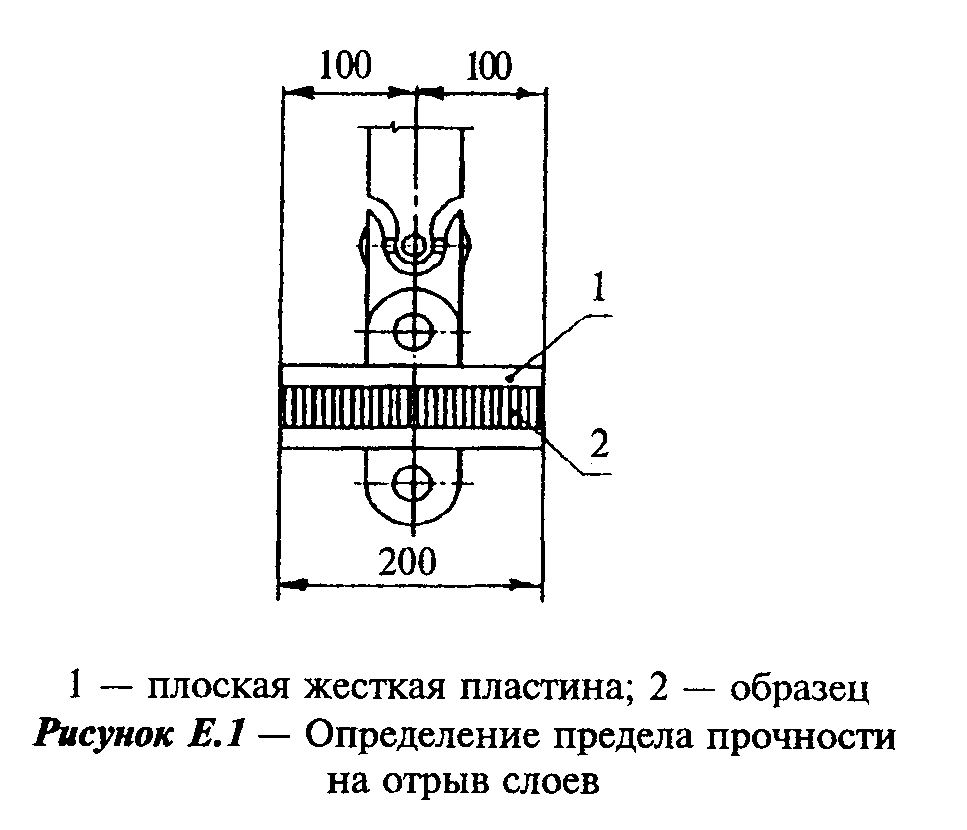 100 100
1
2
200
1 — плоская жесткая пластина; 2 — образец
Рисунок Е.1 — Определение предела прочности
на отрыв слоев